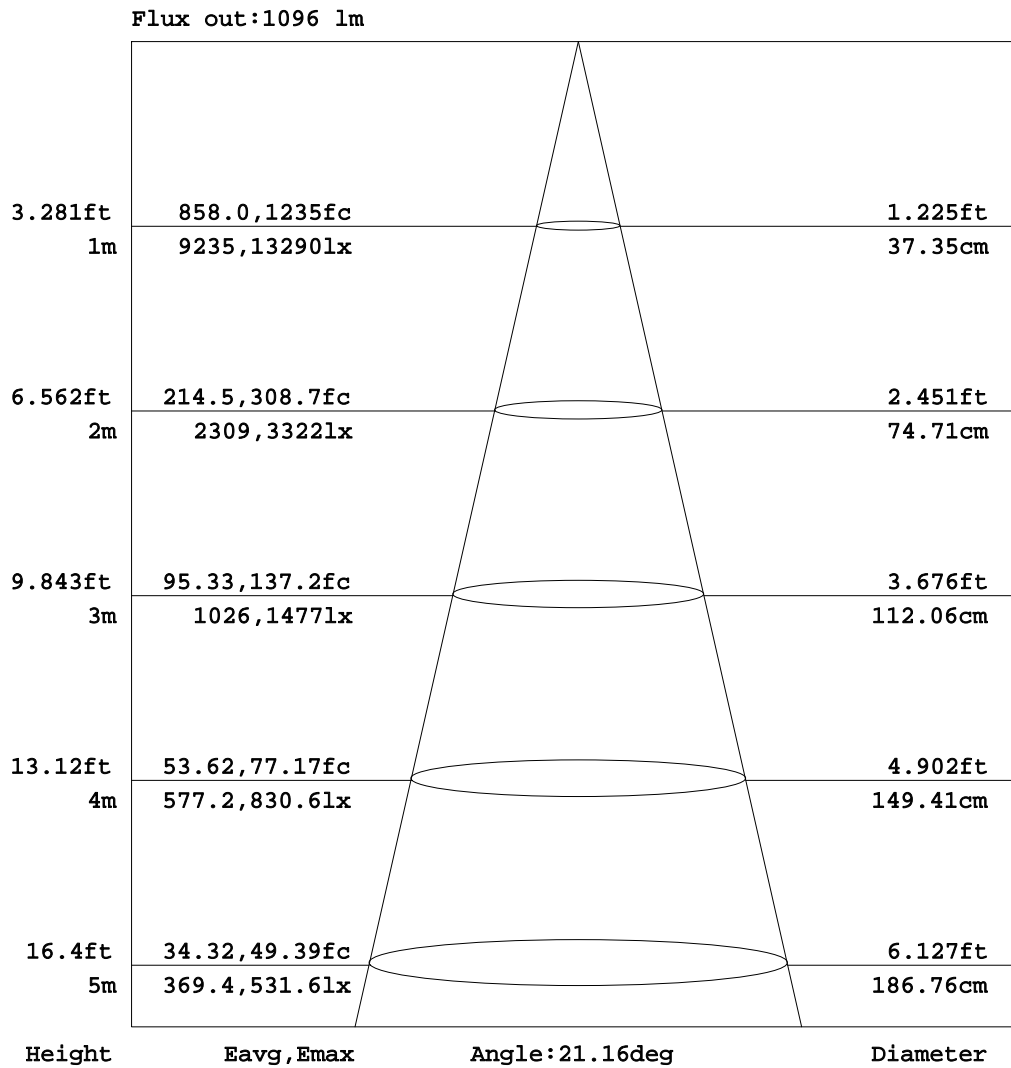 Flux out:1096 lm
3.281ft 858.0,1235fc 1.225ft
1m 9235,13290lx 37.35cm
6.562ft 214.5,308.7fc 2.451ft
2m 2309,3322lx 74.71cm
9.843ft 95.33,137.2fc 3.676ft
3m 1026,1477lx 112.06cm
13.12ft 53.62,77.17fc 4.902ft
4m 577.2,830.6lx 149.41cm
16.4ft 34.32,49.39fc 6.127ft
5m 369.4,531.6lx 186.76cm
Height Eavg,Emax Angle:21.16deg Diameter